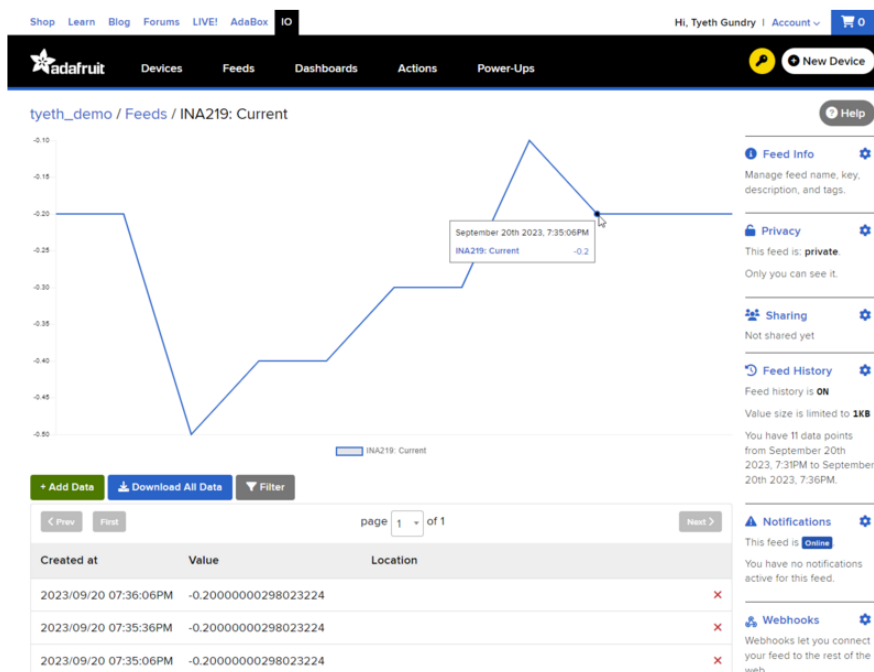 Shop Learn Blog Forums LIVE! AdaBox IO
Hi, Tyeth Gundry | Account 0
adafruit Devices Feeds Dashboards Actions Power-Ups New Device
tyeth_demo / Feeds / INA219: Current
Help
-0.10
-0.15
-0.20
-0.25
-0.30
-0.35
-0.40
-0.45
-0.50
September 20th 2023, 7:35:06PM
INA219: Current -0.2
INA219: Current
+ Add Data Download All Data Filter
Prev First page 1 of 1 Next
Created at Value Location
2023/09/20 07:36:06PM -0.20000000298023224
2023/09/20 07:35:36PM -0.20000000298023224
2023/09/20 07:35:06PM -0.20000000298023224
Feed Info
Manage feed name, key,
description, and tags.
Privacy
This feed is: private.
Only you can see it.
Sharing
Not shared yet
Feed History
Feed history is ON
Value size is limited to 1KB
You have 11 data points
from September 20th
2023, 7:31PM to September
20th 2023, 7:36PM.
Notifications
This feed is Online.
You have no notifications
active for this feed.
Webhooks
Webhooks let you connect
your feed to the rest of the
web